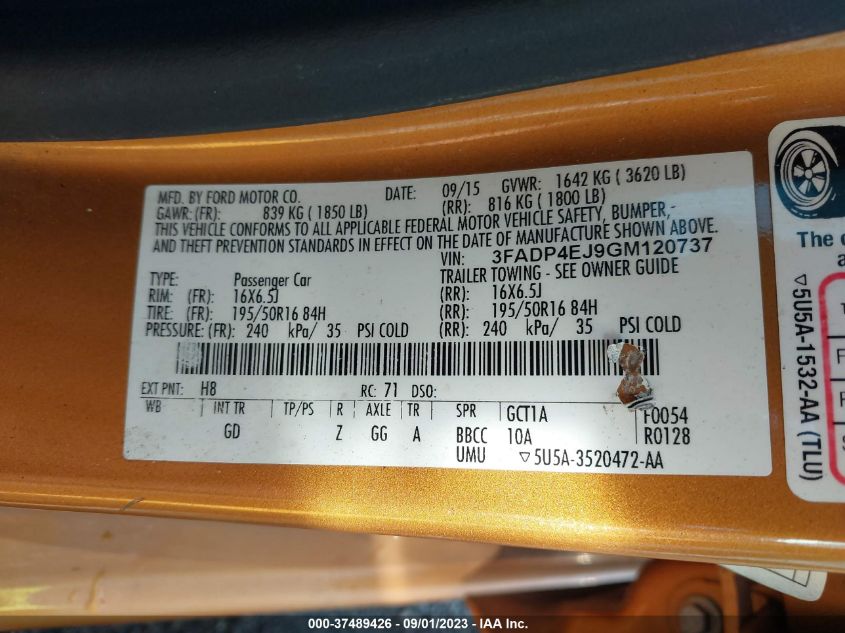 MFD. BY FORD MOTOR CO. DATE: 09/15 GVWR: 1642 KG ( 3620 LB)
GAWR: (FR): 839 KG ( 1850 LB) (RR): 816 KG ( 1800 LB)
THIS VEHICLE CONFORMS TO ALL APPLICABLE FEDERAL MOTOR VEHICLE SAFETY, BUMPER,
AND THEFT PREVENTION STANDARDS IN EFFECT ON THE DATE OF MANUFACTURE SHOWN ABOVE.
VIN: 3FADP4EJ9GM120737
TYPE: Passenger Car TRAILER TOWING - SEE OWNER GUIDE
RIM: (FR): 16X6.5J (RR): 16X6.5J
TIRE: (FR): 195/50R16 84H (RR): 195/50R16 84H
PRESSURE: (FR): 240 kPa/ 35 PSI COLD (RR): 240 kPa/ 35 PSI COLD
EXT PNT: H8 RC: 71 DSO:
WB INT TR TP/PS R AXLE TR SPR GCT1A F0054
GD Z GG A BBCC 10A R0128
UMU ▽5U5A-3520472-AA
The
▽5U5A-1532-AA (TLU)
000-37489426 - 09/01/2023 - IAA Inc.